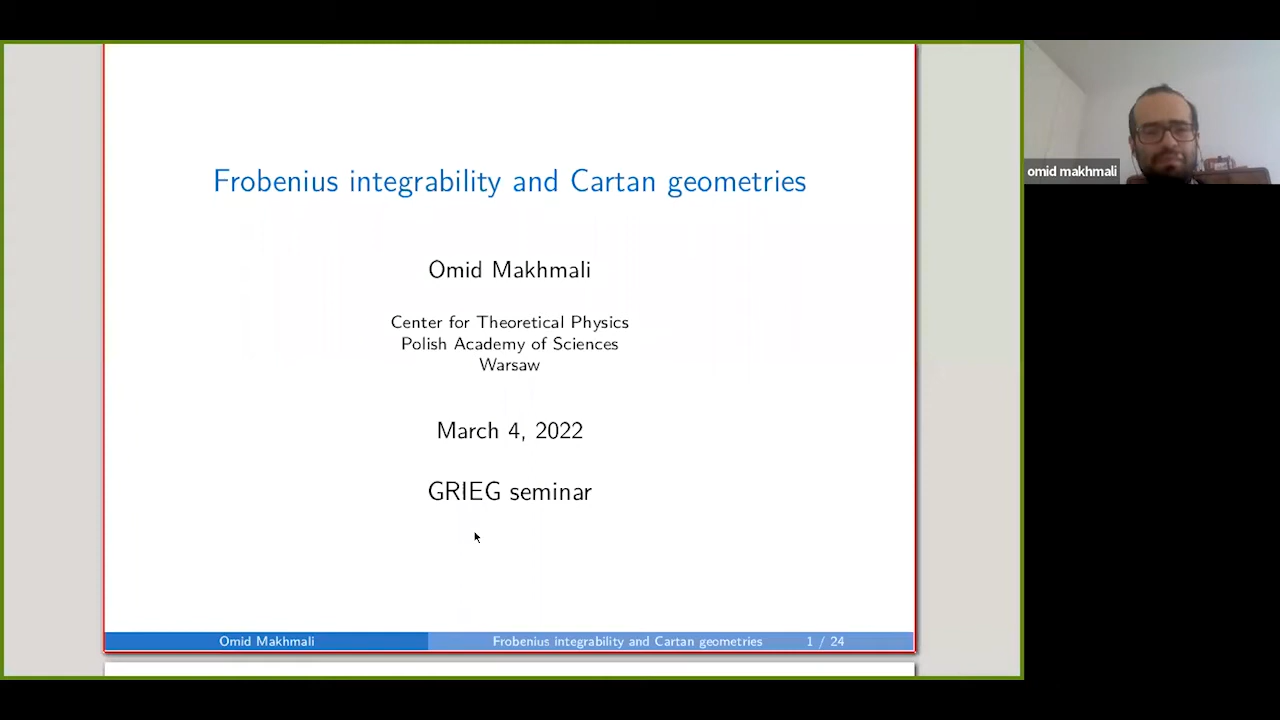 Frobenius integrability and Cartan geometries
Omid Makhmali
Center for Theoretical Physics
Polish Academy of Sciences
Warsaw
March 4, 2022
GRIEG seminar
Omid Makhmali
Frobenius integrability and Cartan geometries
1 / 24
omid makhmali